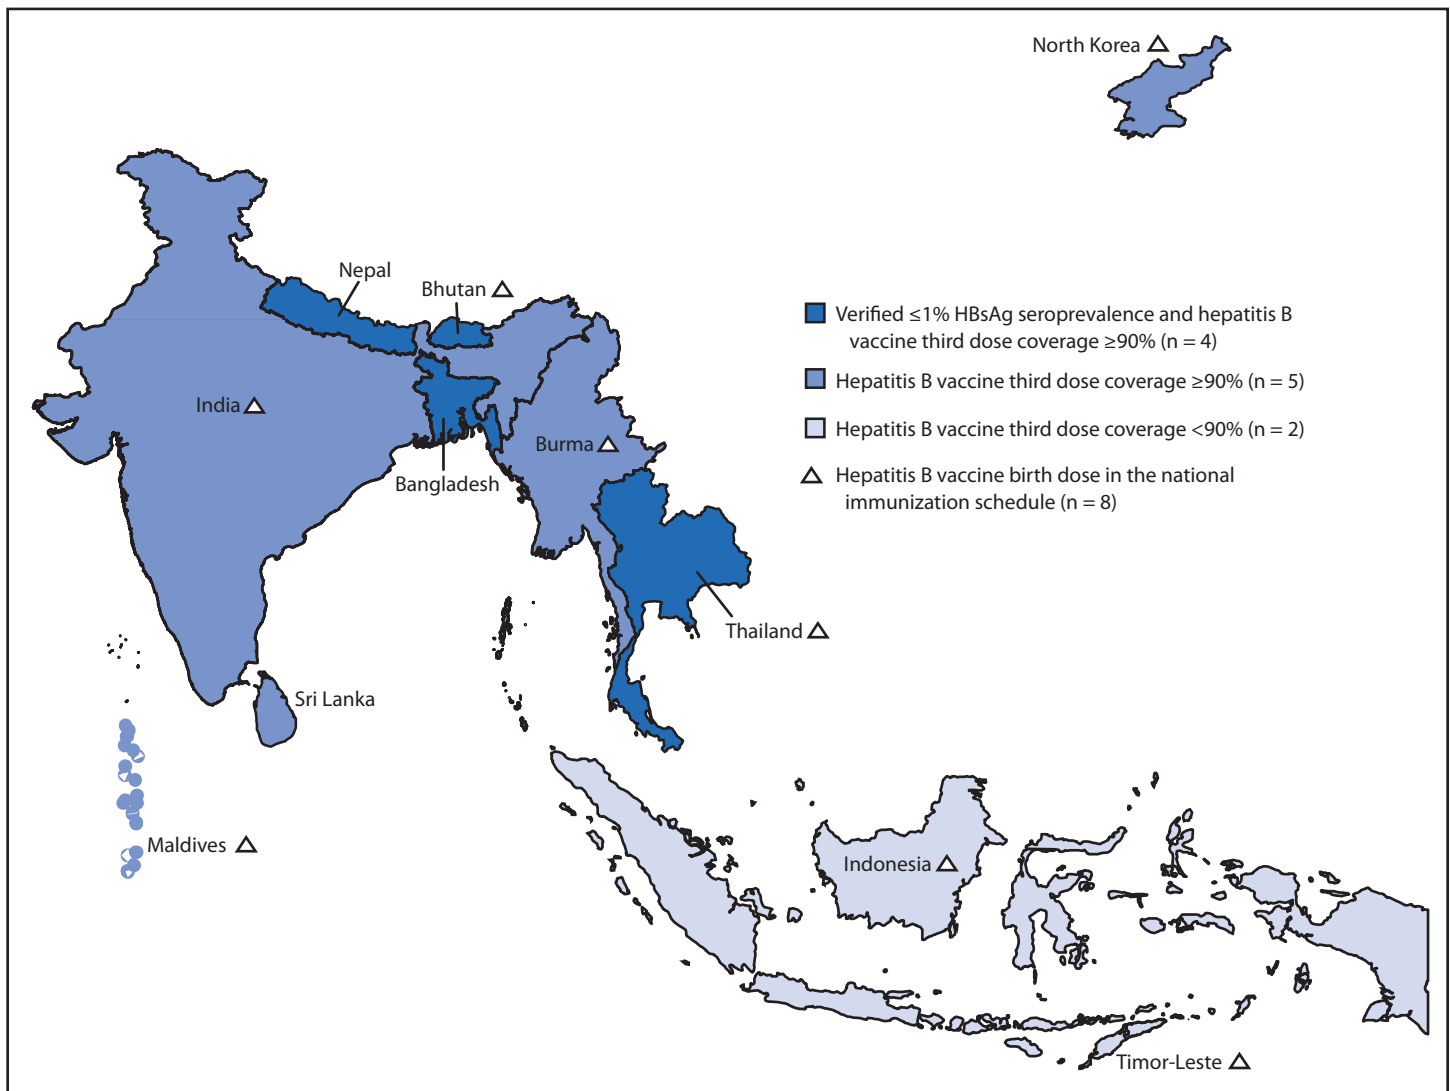 North Korea
Nepal
Bhutan
Verified ≤1% HBsAg seroprevalence and hepatitis B
vaccine third dose coverage ≥90% (n = 4)
Hepatitis B vaccine third dose coverage ≥90% (n = 5)
India
Hepatitis B vaccine third dose coverage <90% (n = 2)
Burma
Bangladesh
Hepatitis B vaccine birth dose in the national
immunization schedule (n = 8)
Thailand
Sri Lanka
Maldives
Indonesia
Timor-Leste